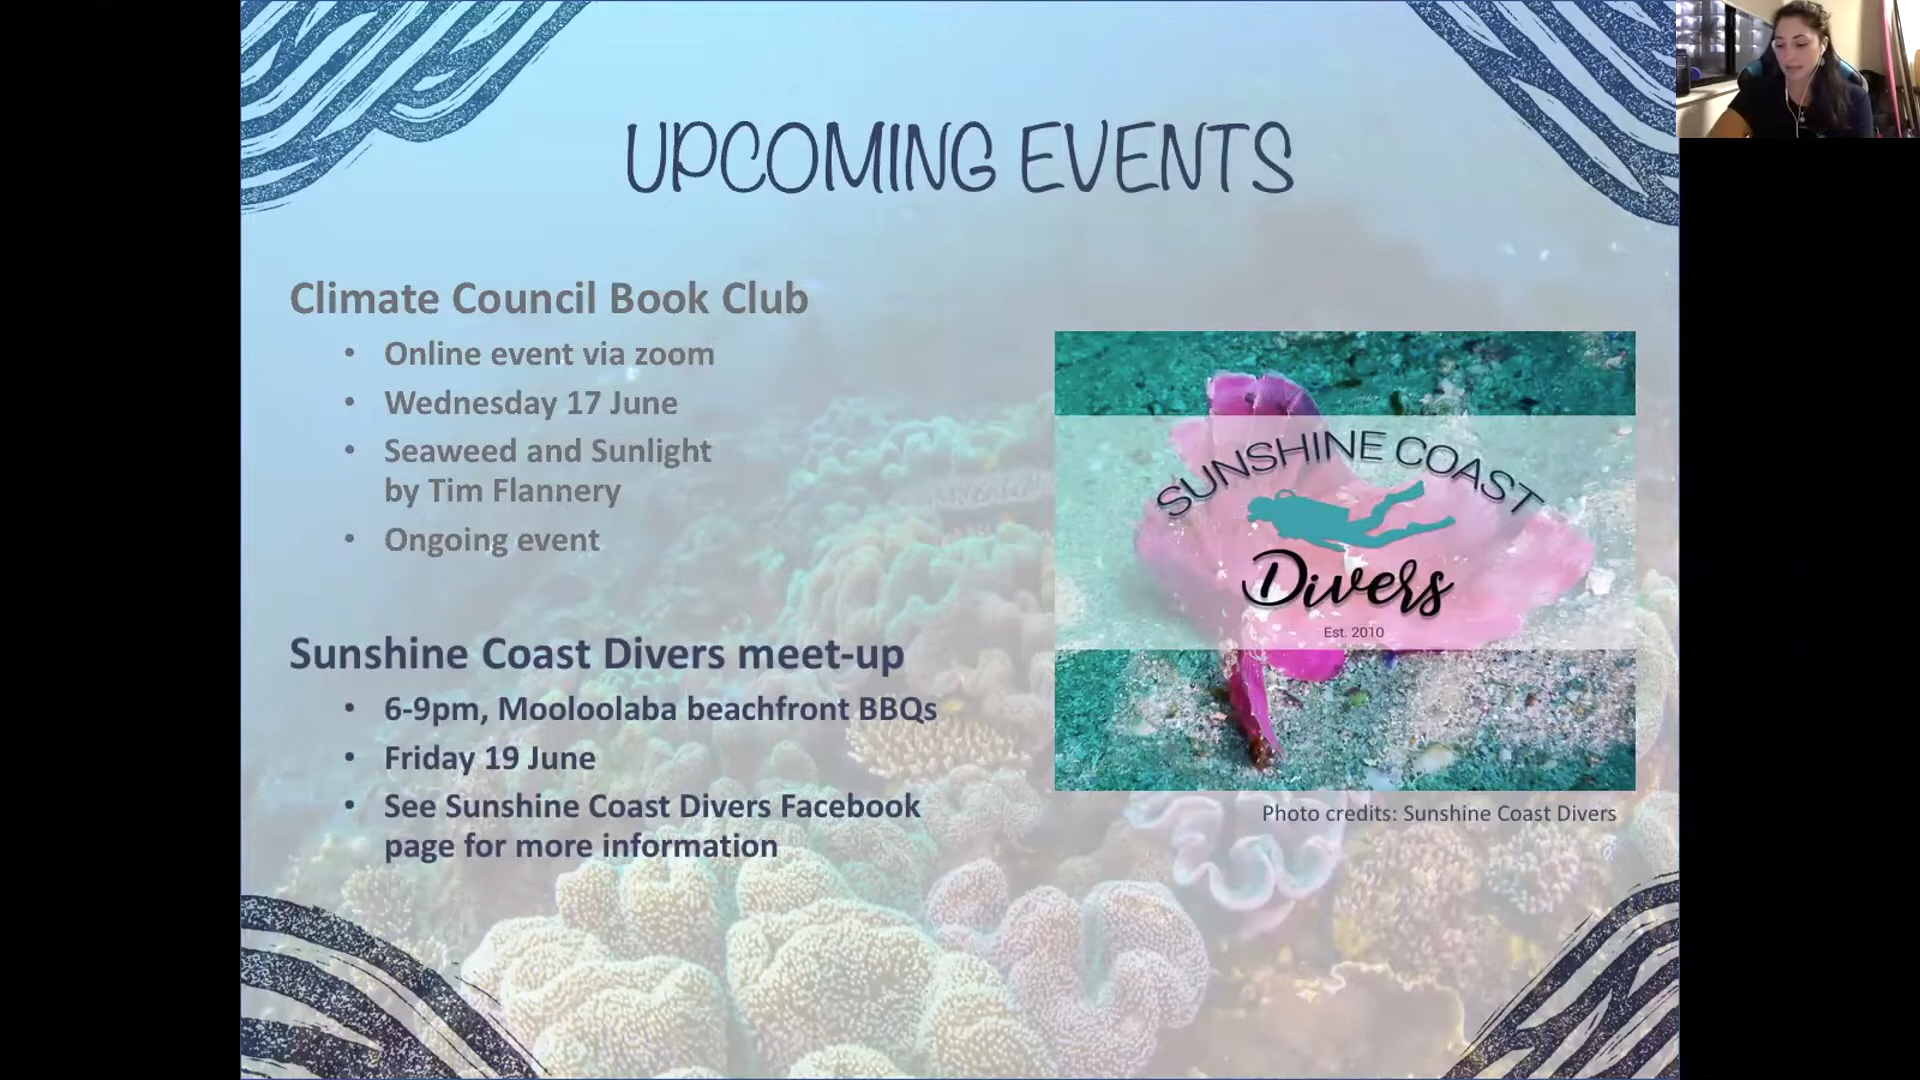 UPCOMING EVENTS
Climate Council Book Club
• Online event via zoom
• Wednesday 17 June
• Seaweed and Sunlight
by Tim Flannery
• Ongoing event
Sunshine Coast Divers meet-up
• 6-9pm, Mooloolaba beachfront BBQs
• Friday 19 June
• See Sunshine Coast Divers Facebook
page for more information
SUNSHINE COAST
Divers
Est. 2010
Photo credits: Sunshine Coast Divers